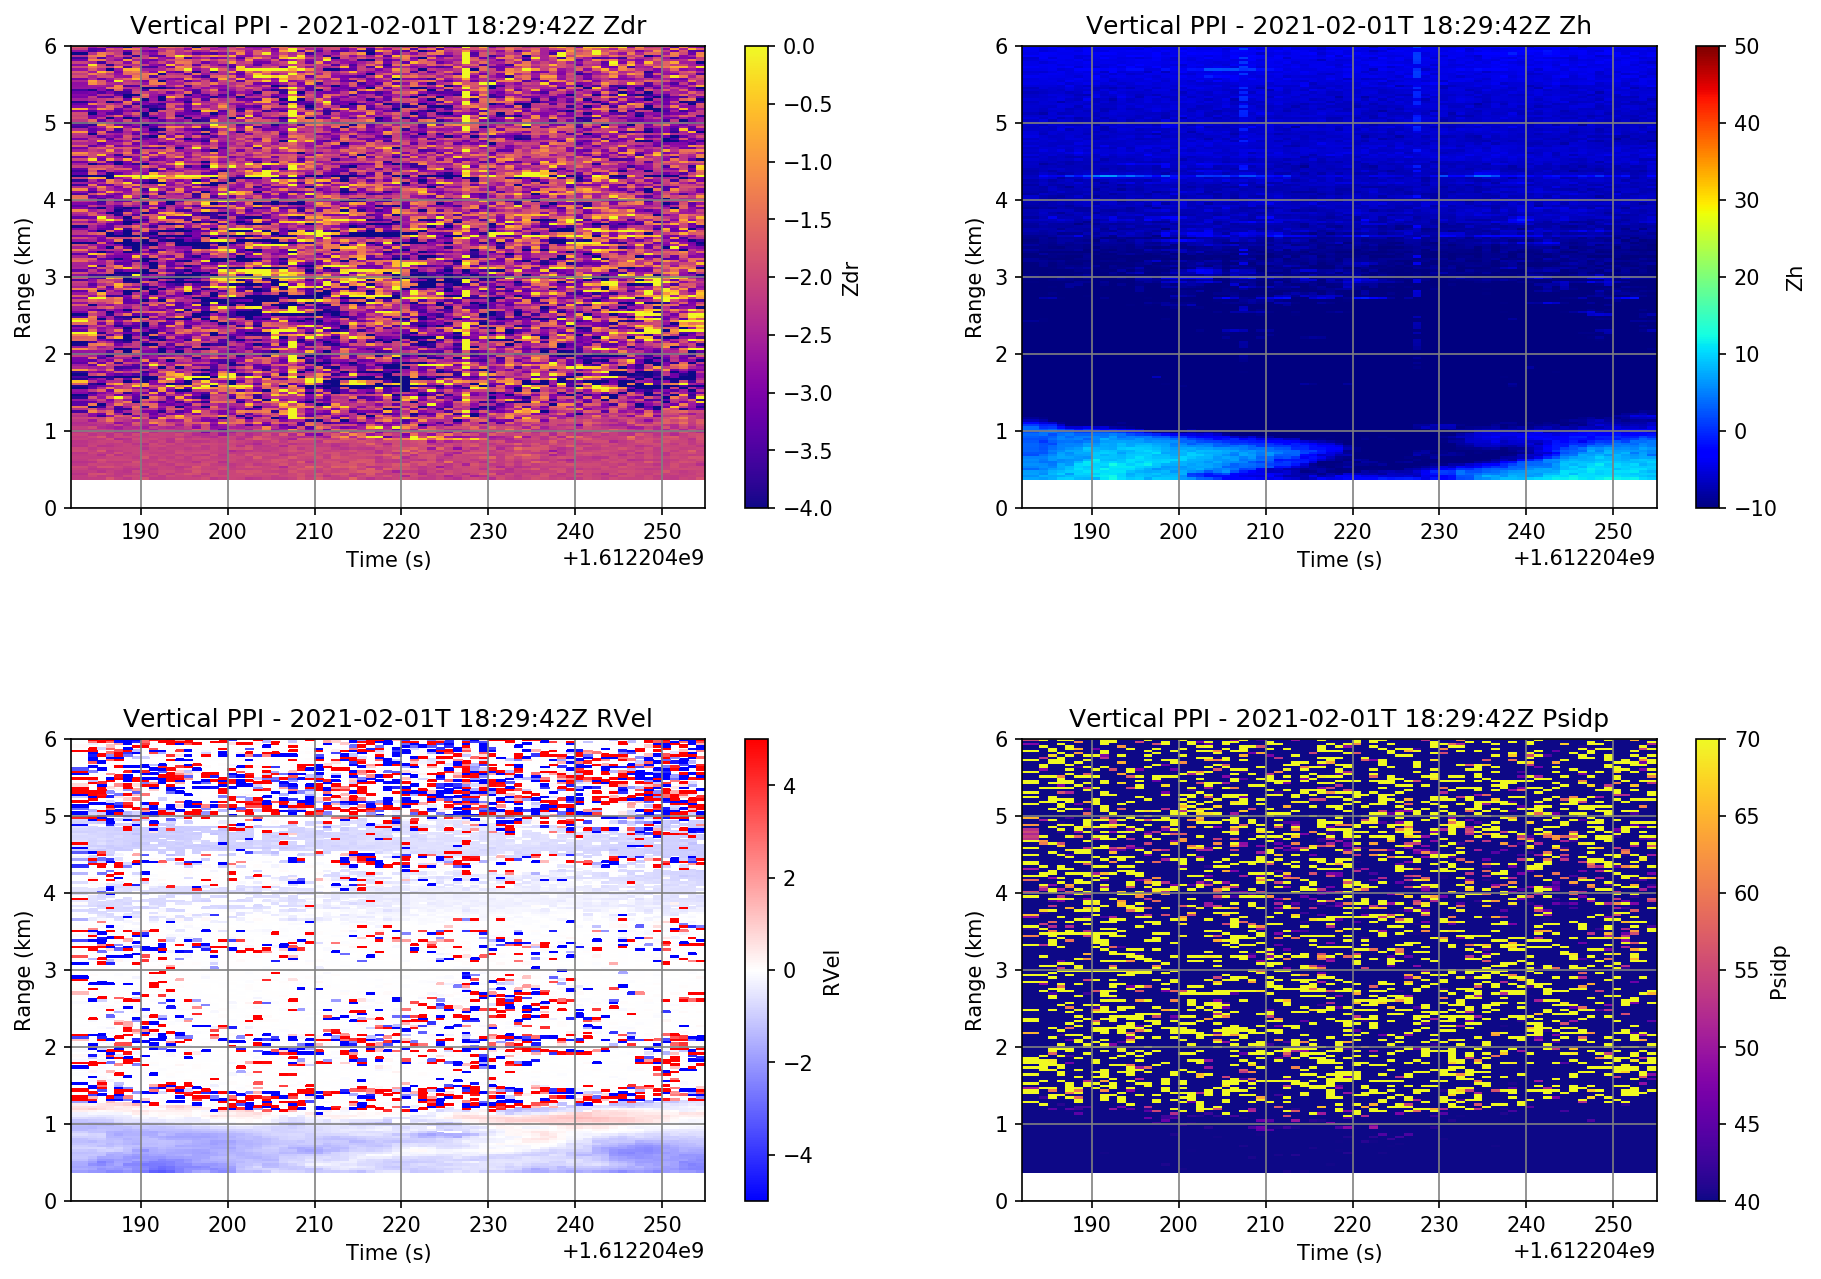 Vertical PPI - 2021-02-01T 18:29:42Z Zdr
6
5
4
3
2
1
0
Range (km)
190 200 210 220 230 240 250
Time (s)
+1.612204e9
0.0
−0.5
−1.0
−1.5
−2.0
−2.5
−3.0
−3.5
−4.0
Zdr
Vertical PPI - 2021-02-01T 18:29:42Z Zh
6
5
4
3
2
1
0
Range (km)
190 200 210 220 230 240 250
Time (s)
+1.612204e9
50
40
30
20
10
0
−10
Zh
Vertical PPI - 2021-02-01T 18:29:42Z RVel
6
5
4
3
2
1
0
Range (km)
190 200 210 220 230 240 250
Time (s)
+1.612204e9
4
2
0
−2
−4
RVel
Vertical PPI - 2021-02-01T 18:29:42Z Psidp
6
5
4
3
2
1
0
Range (km)
190 200 210 220 230 240 250
Time (s)
+1.612204e9
70
65
60
55
50
45
40
Psidp